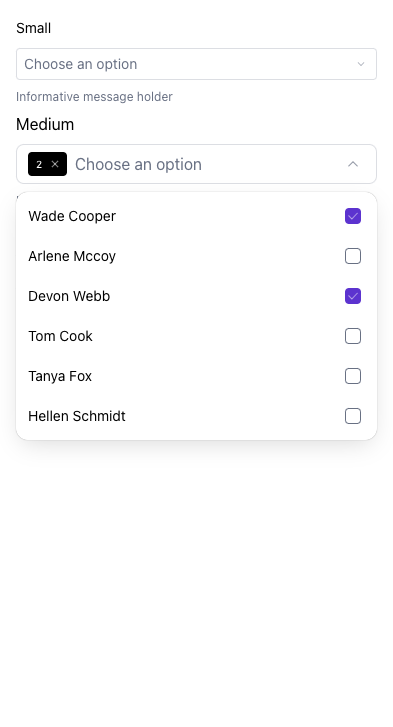 Small
Choose an option
Informative message holder
Medium
2 Choose an option
Wade Cooper
Arlene Mccoy
Devon Webb
Tom Cook
Tanya Fox
Hellen Schmidt